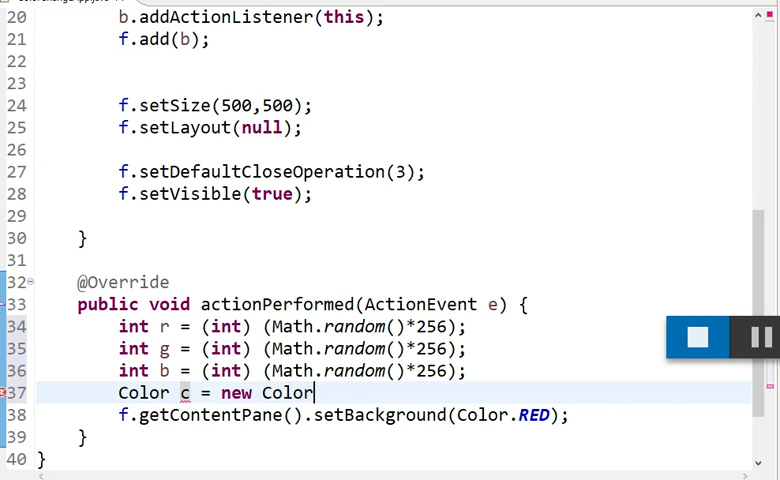 20 b.addActionListener(this);
21 f.add(b);
22
23
24 f.setSize(500,500);
25 f.setLayout(null);
26
27 f.setDefaultCloseOperation(3);
28 f.setVisible(true);
29
30 }
31
32 @Override
33 public void actionPerformed(ActionEvent e) {
34 int r = (int) (Math.random()*256);
35 int g = (int) (Math.random()*256);
36 int b = (int) (Math.random()*256);
37 Color c = new Color
38 f.getContentPane().setBackground(Color.RED);
39 }
40 }